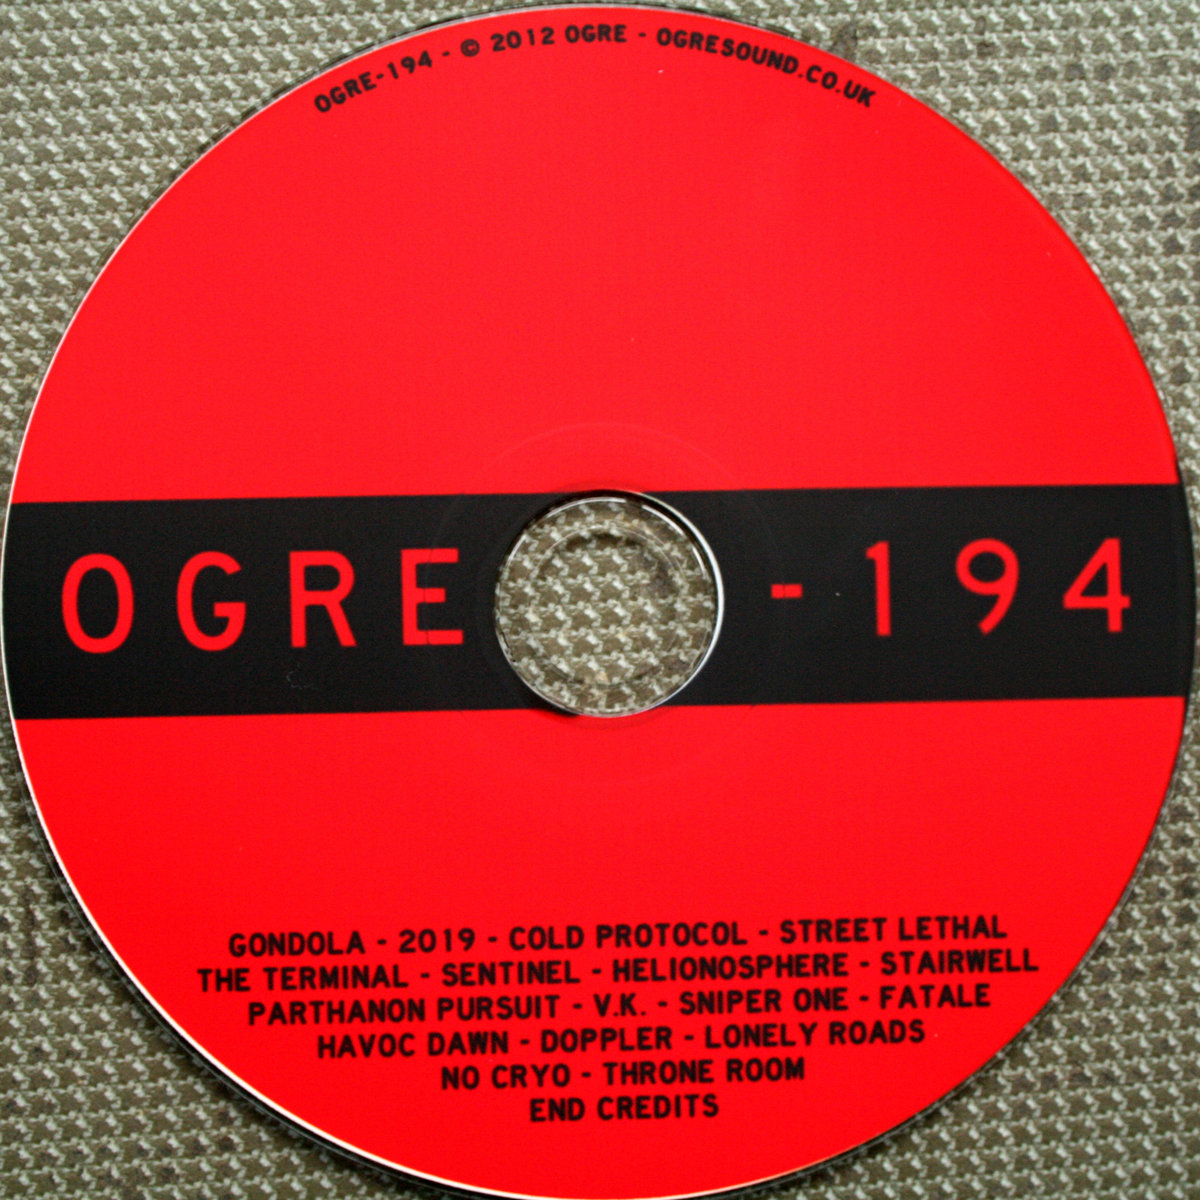 OGRE-194 - © 2012 OGRE - OGRESOUND.CO.UK
OGRE - 194
GONDOLA - 2019 - COLD PROTOCOL - STREET LETHAL
THE TERMINAL - SENTINEL - HELIONOSPHERE - STAIRWELL
PARTHANON PURSUIT - V.K. - SNIPER ONE - FATALE
HAVOC DAWN - DOPPLER - LONELY ROADS
NO CRYO - THRONE ROOM
END CREDITS